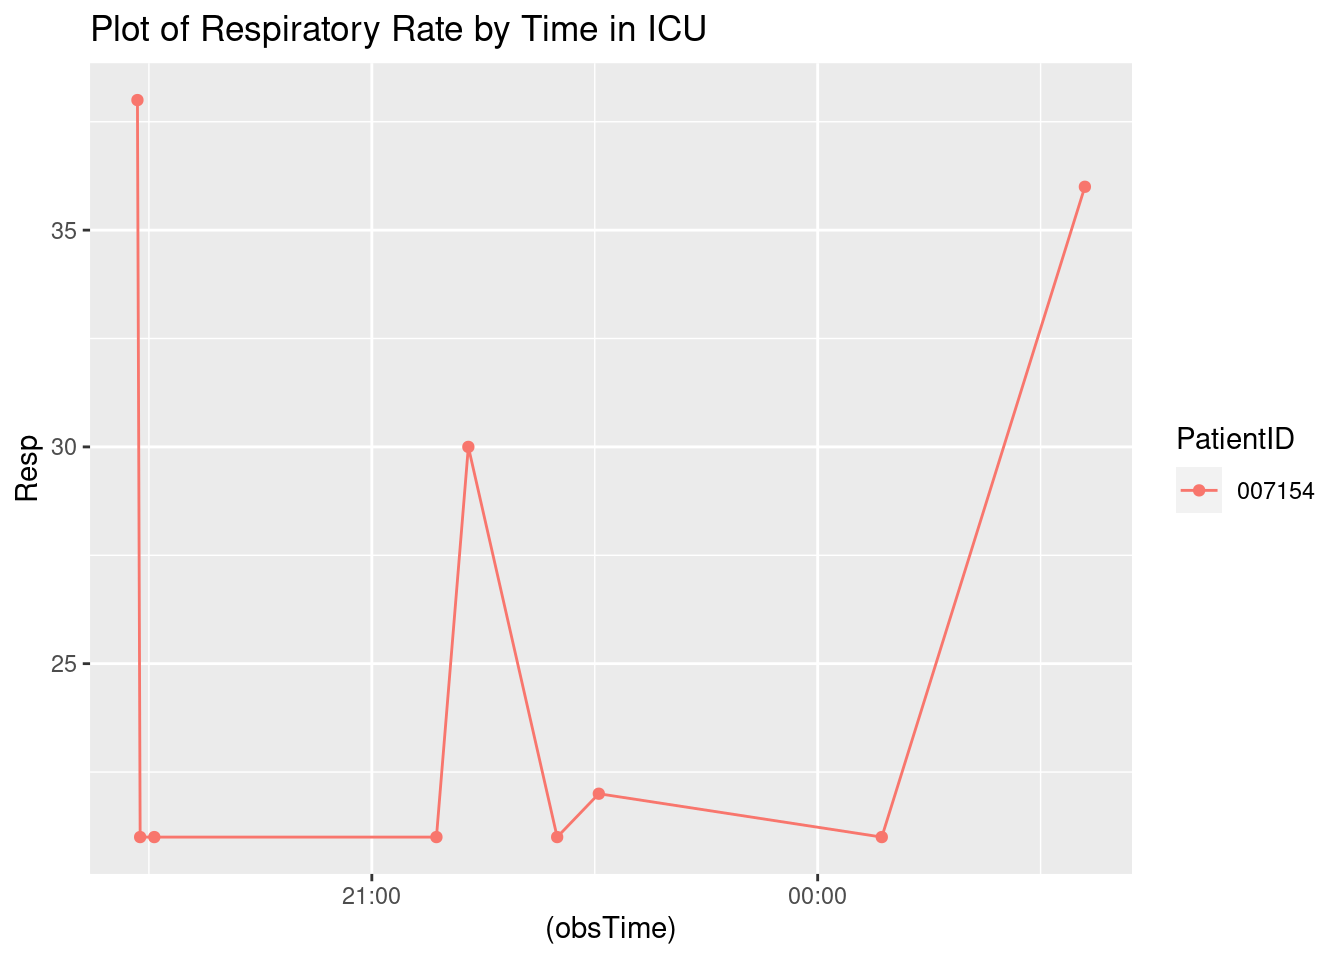 Plot of Respiratory Rate by Time in ICU
35
30
25
Resp
21:00
00:00
(obsTime)
PatientID
007154